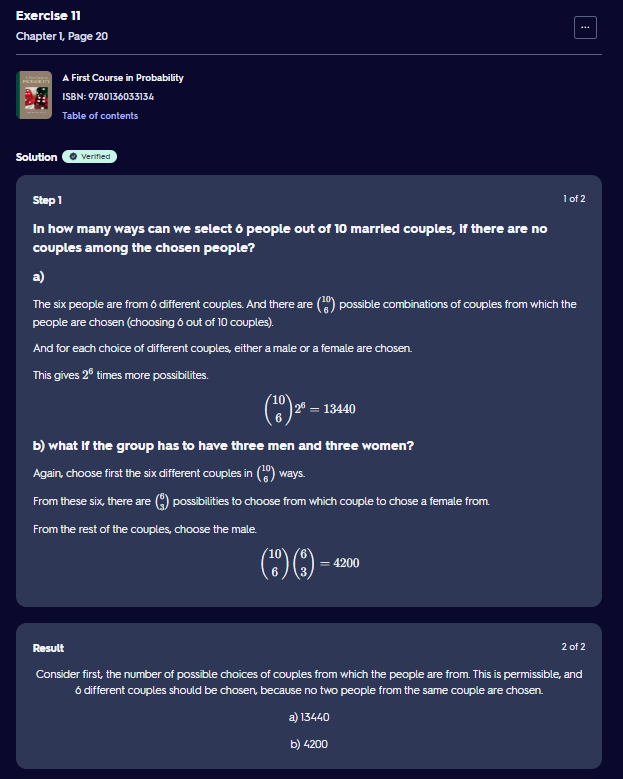 Exercise 11
Chapter 1, Page 20
...
A First Course in Probability
ISBN: 9780136033134
Table of contents
Solution Verified
Step 1
1 of 2
In how many ways can we select 6 people out of 10 married couples, if there are no
couples among the chosen people?
a)
The six people are from 6 different couples. And there are (10 6) possible combinations of couples from which the
people are chosen (choosing 6 out of 10 couples).
And for each choice of different couples, either a male or a female are chosen.
This gives 2⁶ times more possibilites.
(10 6) 2⁶ = 13440
b) what if the group has to have three men and three women?
Again, choose first the six different couples in (10 6) ways.
From these six, there are (6 3) possibilities to choose from which couple to chose a female from.
From the rest of the couples, choose the male.
(10 6) (6 3) = 4200
Result
2 of 2
Consider first, the number of possible choices of couples from which the people are from. This is permissible, and
6 different couples should be chosen, because no two people from the same couple are chosen.
a) 13440
b) 4200